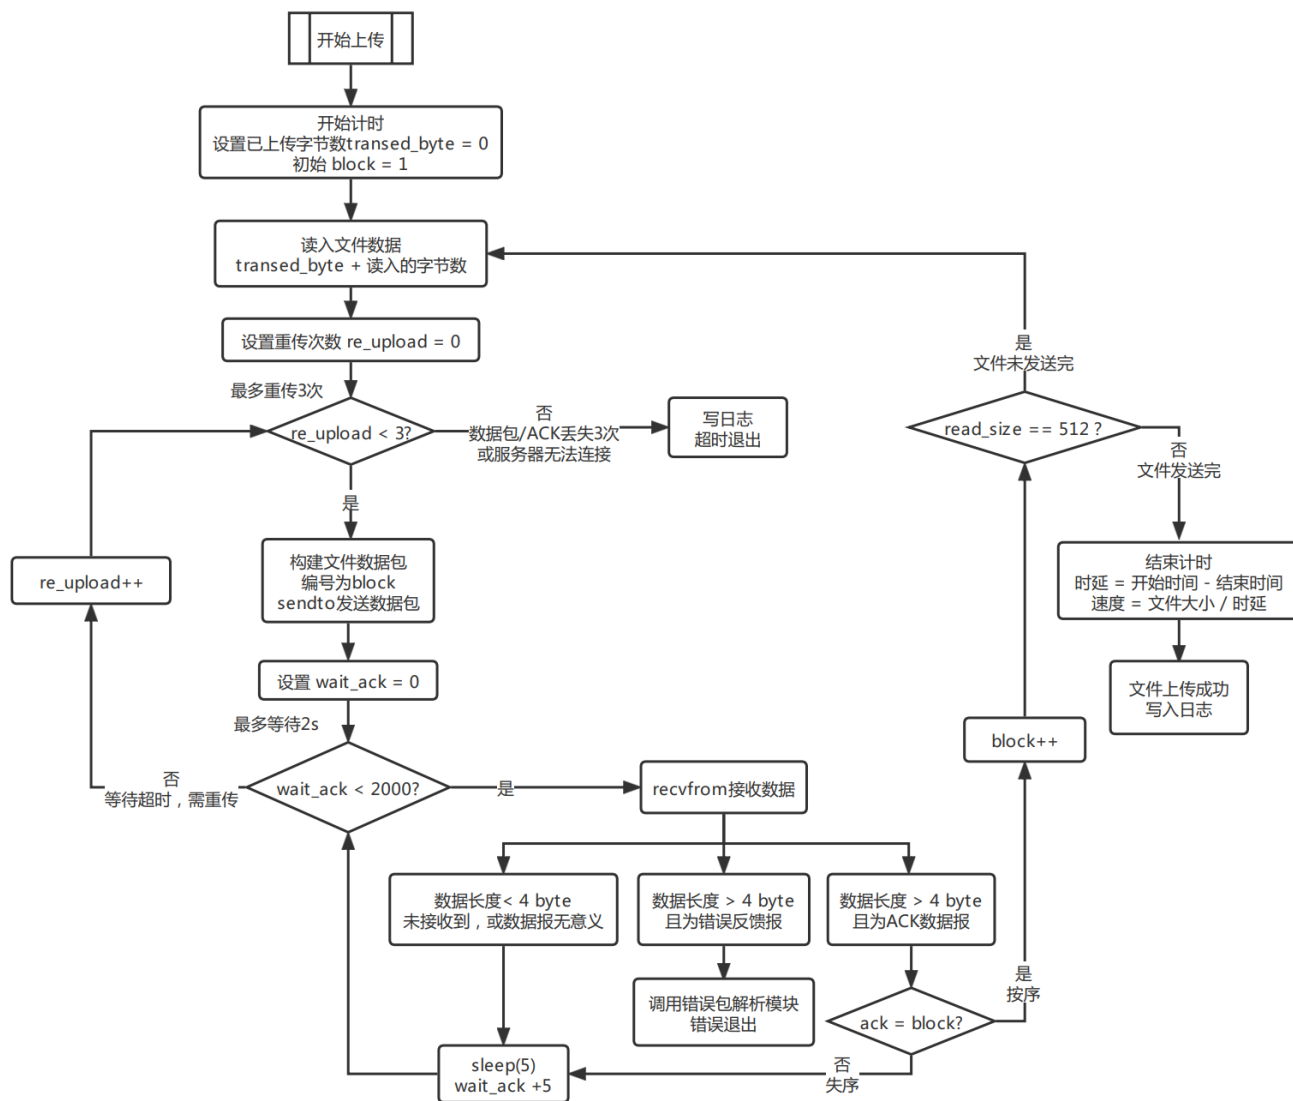 开始上传
开始计时
设置已上传字节数transed_byte = 0
初始 block = 1
读入文件数据
transed_byte + 读入的字节数
设置重传次数 re_upload = 0
最多重传3次
re_upload < 3?
否
数据包/ACK丢失3次
或服务器无法连接
写日志
超时退出
是
构建文件数据包
编号为block
sendto发送数据包
re_upload++
设置 wait_ack = 0
最多等待2s
wait_ack < 2000?
否
等待超时，需重传
是
recvfrom接收数据
数据长度< 4 byte
未接收到，或数据报无意义
数据长度 > 4 byte
且为错误反馈报
数据长度 > 4 byte
且为ACK数据报
调用错误包解析模块
错误退出
ack = block?
否
失序
sleep(5)
wait_ack +5
是
按序
block++
read_size == 512 ?
是
文件未发送完
否
文件发送完
结束计时
时延 = 开始时间 - 结束时间
速度 = 文件大小 / 时延
文件上传成功
写入日志